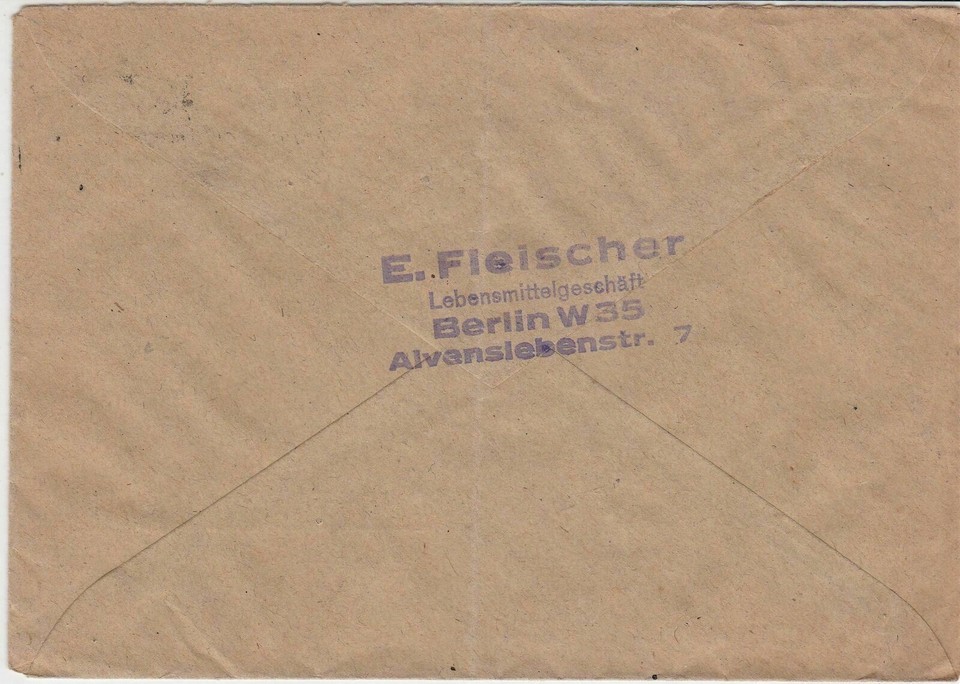 E. Fleischer
Lebensmittelgeschäft
Berlin W 35
Alvenslebenstr. 7